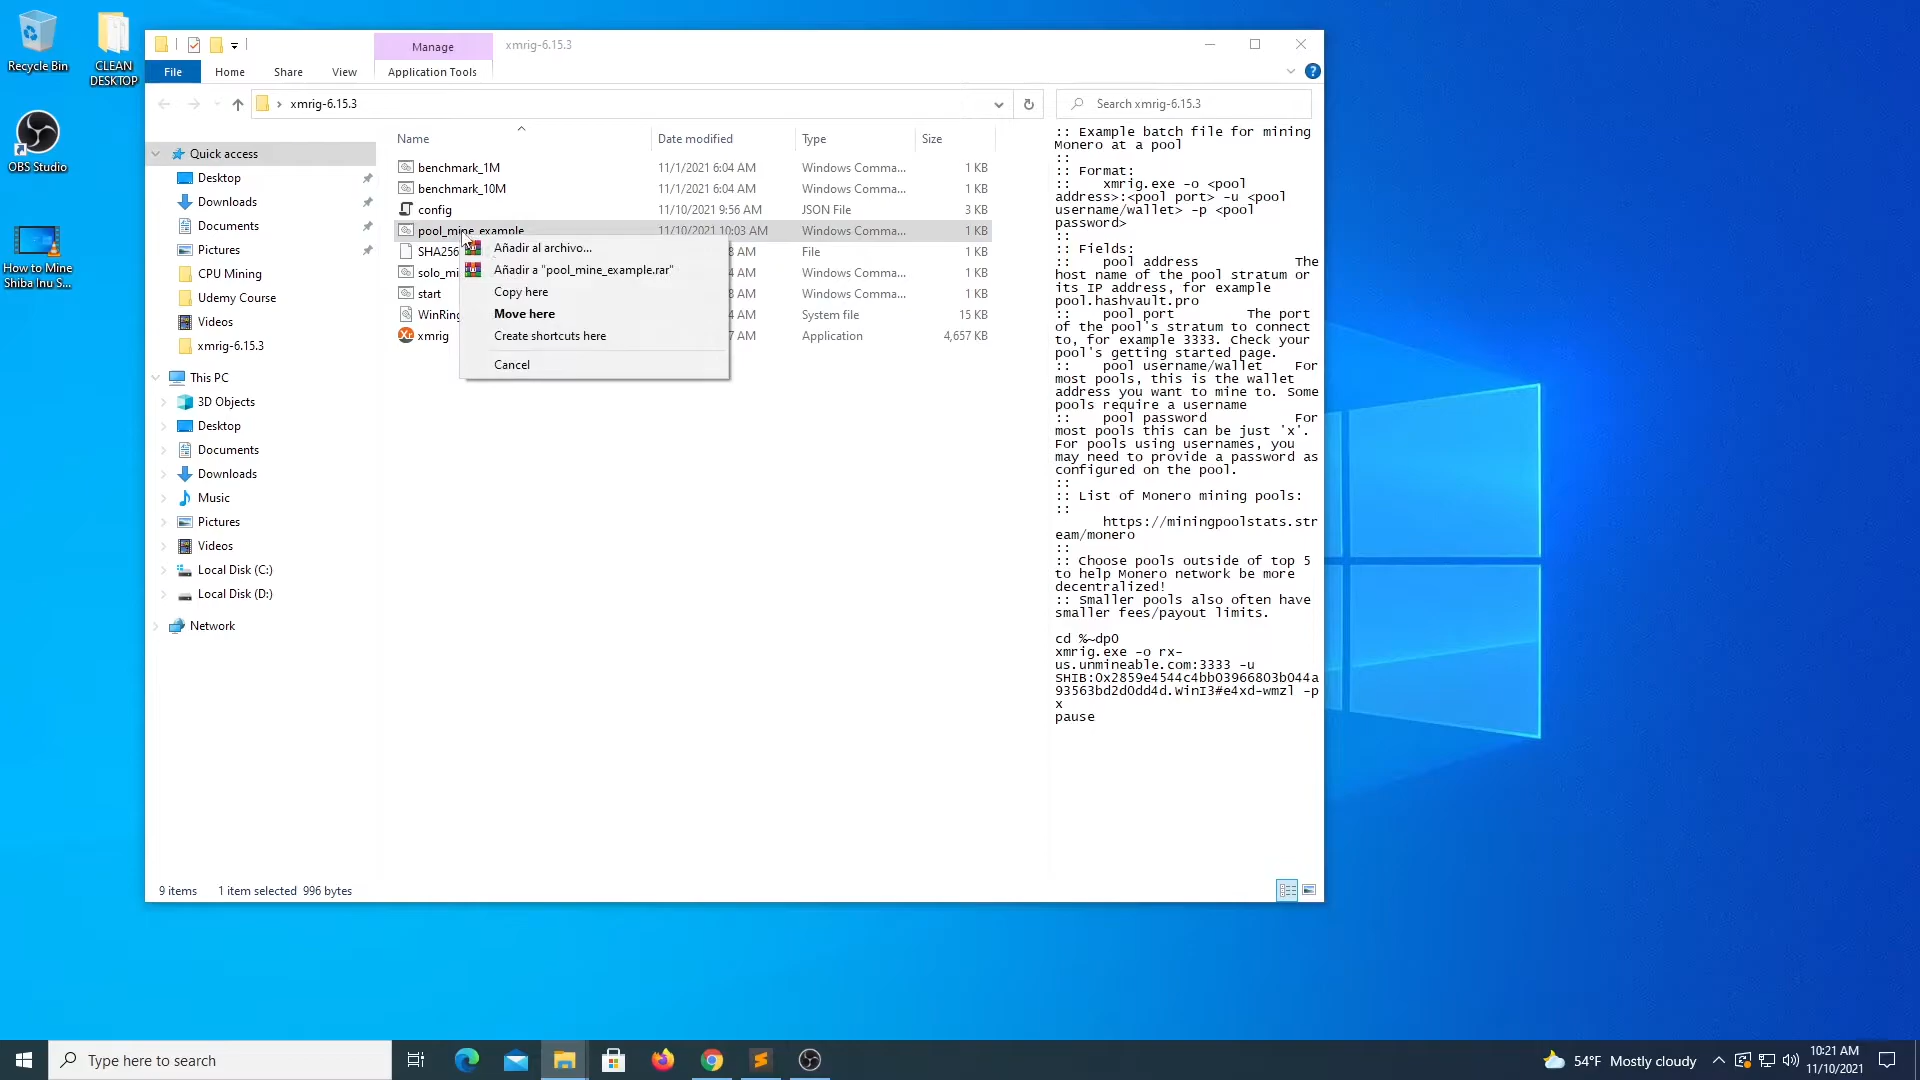 Recycle Bin
CLEAN
DESKTOP
OBS Studio
How to Mine
Shiba Inu S...
Manage
xmrig-6.15.3
File
Home
Share
View
Application Tools
xmrig-6.15.3
Search xmrig-6.15.3
Quick access
Desktop
Downloads
Documents
Pictures
CPU Mining
Udemy Course
Videos
xmrig-6.15.3
This PC
3D Objects
Desktop
Documents
Downloads
Music
Pictures
Videos
Local Disk (C:)
Local Disk (D:)
Network
Name
Date modified
Type
Size
benchmark_1M
11/1/2021 6:04 AM
Windows Comma...
1 KB
benchmark_10M
11/1/2021 6:04 AM
Windows Comma...
1 KB
config
11/10/2021 9:56 AM
JSON File
3 KB
pool_mine_example
11/10/2021 10:03 AM
Windows Comma...
1 KB
SHA256
8 AM
File
1 KB
solo_mi
4 AM
Windows Comma...
1 KB
start
8 AM
Windows Comma...
1 KB
WinRing
4 AM
System file
15 KB
xmrig
7 AM
Application
4,657 KB
Añadir al archivo...
Añadir a "pool_mine_example.rar"
Copy here
Move here
Create shortcuts here
Cancel
:: Example batch file for mining
Monero at a pool
::
:: Format:
:: xmrig.exe -o <pool
address>:<pool port> -u <pool
username/wallet> -p <pool
password>
::
:: Fields:
:: pool address The
host name of the pool stratum or
its IP address, for example
pool.hashvault.pro
:: pool port The port
of the pool's stratum to connect
to, for example 3333. Check your
pool's getting started page.
:: pool username/wallet For
most pools, this is the wallet
address you want to mine to. Some
pools require a username
:: pool password For
most pools this can be just 'x'.
For pools using usernames, you
may need to provide a password as
configured on the pool.
::
:: List of Monero mining pools:
::
https://miningpoolstats.str
eam/monero
::
:: Choose pools outside of top 5
to help Monero network be more
decentralized!
:: Smaller pools also often have
smaller fees/payout limits.
cd %~dp0
xmrig.exe -o rx-
us.unmineable.com:3333 -u
SHIB:0x2859e4544c4bb03966803b044a
93563bd2d0dd4d.WinI3#e4xd-wmzl -p
x
pause
9 items
1 item selected 996 bytes
Type here to search
54°F Mostly cloudy
10:21 AM
11/10/2021